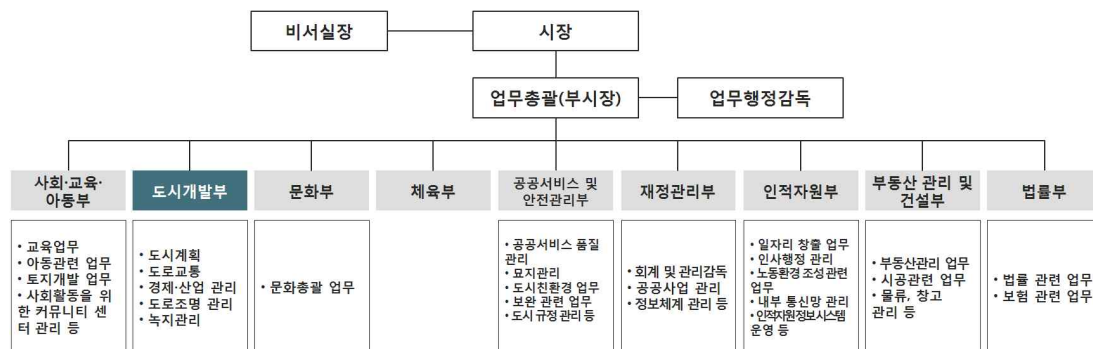 비서실장
시장
업무총괄(부시장)
업무행정감독
사회·교육·
아동부
도시개발부
문화부
체육부
공공서비스 및
안전관리부
재정관리부
인적자원부
부동산 관리 및
건설부
법률부
• 교육업무
• 아동관련 업무
• 토지개발 업무
• 사회활동을 위
한 커뮤니티 센
터 관리 등
• 도시계획
• 도로교통
• 경제·산업 관리
• 도로조명 관리
• 녹지관리
• 문화총괄 업무
• 공공서비스 품질
관리
• 묘지관리
• 도시친환경 업무
• 보완 관련 업무
• 도시 규정 관리 등
• 회계 및 관리감독
• 공공사업 관리
• 정보체계 관리 등
• 일자리 창출 업무
• 인사행정 관리
• 노동환경 조성 관련
업무
• 내부 통신망 관리
• 인적자원정보시스템
운영 등
• 부동산관리 업무
• 시공관련 업무
• 물류, 창고
관리 등
• 법률 관련 업무
• 보험 관련 업무